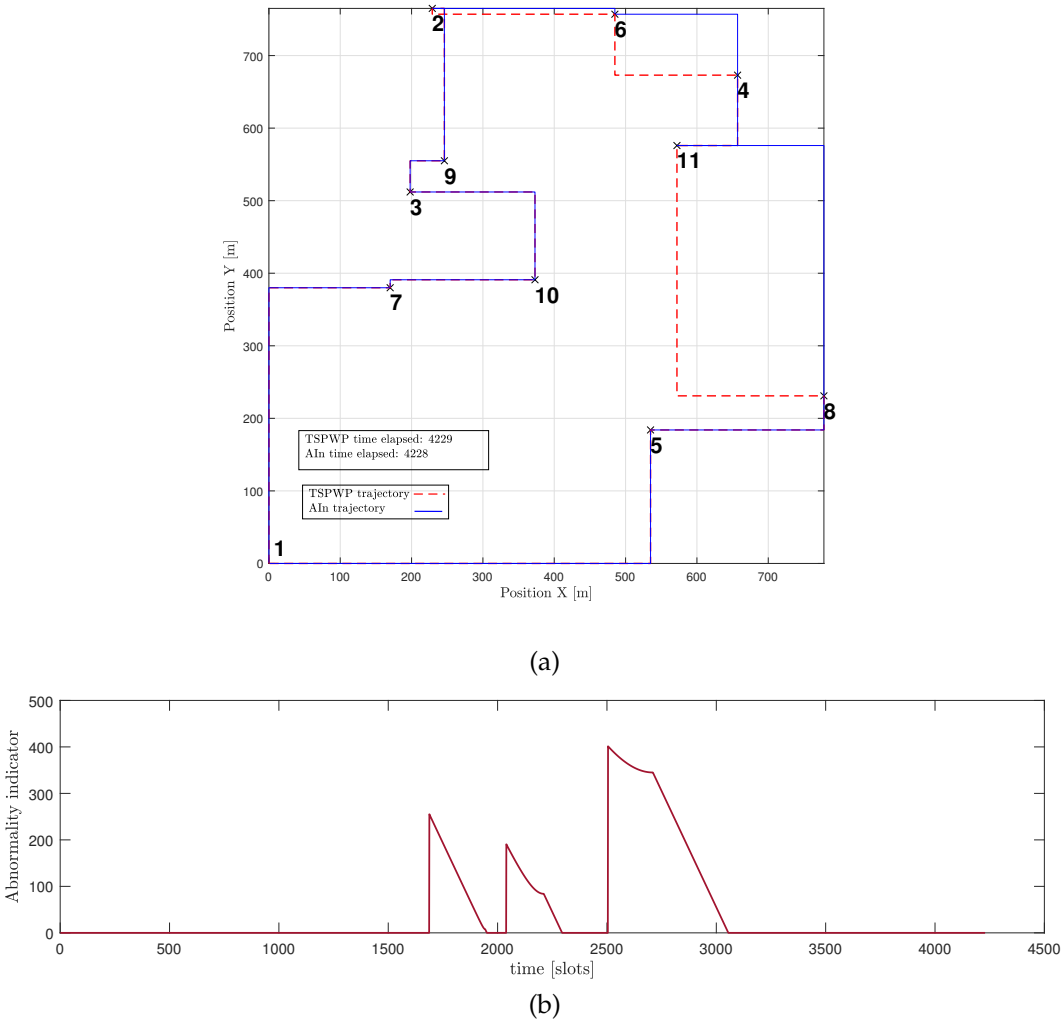 2
6
700
4
600
11
9
500
3
Position Y [m]
400
7
10
300
200
8
TSPWP time elapsed: 4229
AIn time elapsed: 4228
5
100
TSPWP trajectory
AIn trajectory
1
0
0 100 200 300 400 500 600 700
Position X [m]
(a)
500
400
300
200
100
0
Abnormality indicator
0 500 1000 1500 2000 2500 3000 3500 4000 4500
time [slots]
(b)